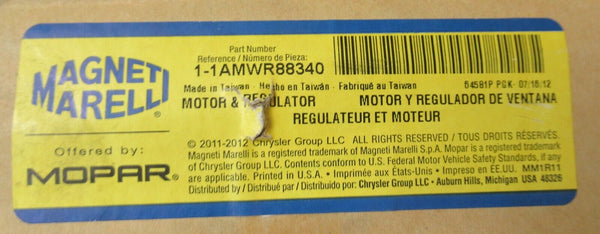 Part Number
Reference / Número de Pieza:
1-1AMWR88340
Made in Taiwan - Hecho en Taiwán - Fabriqué au Taiwan
64581P PCK- 07/16/12
MOTOR & REGULATOR MOTOR Y REGULADOR DE VENTANA
REGULATEUR ET MOTEUR
MAGNETI
MARELLI
Offered by:
MOPAR®
© 2011-2012 Chrysler Group LLC ALL RIGHTS RESERVED / TOUS DROITS RÉSERVÉS.
Magneti Marelli is a registered trademark of Magneti Marelli S.p.A. Mopar is a registered trademark
of Chrysler Group LLC. Contents conform to U.S. Federal Motor Vehicle Safety Standards, if any
are applicable. Printed in U.S.A. • Imprimée aux États-Unis • Impreso en EE.UU. MM1R11
Distributed by / Distribué par / Distribuido por: Chrysler Group LLC • Auburn Hills, Michigan USA 48326